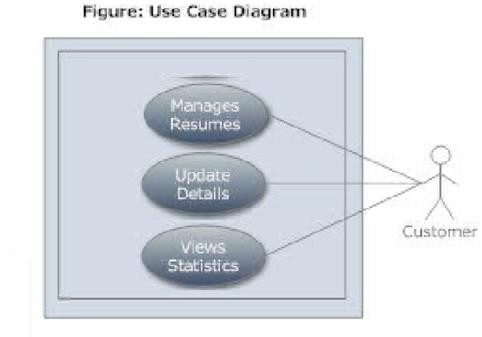 Figure: Use Case Diagram
Manages
Resumes
Update
Details
Views
Statistics
Customer